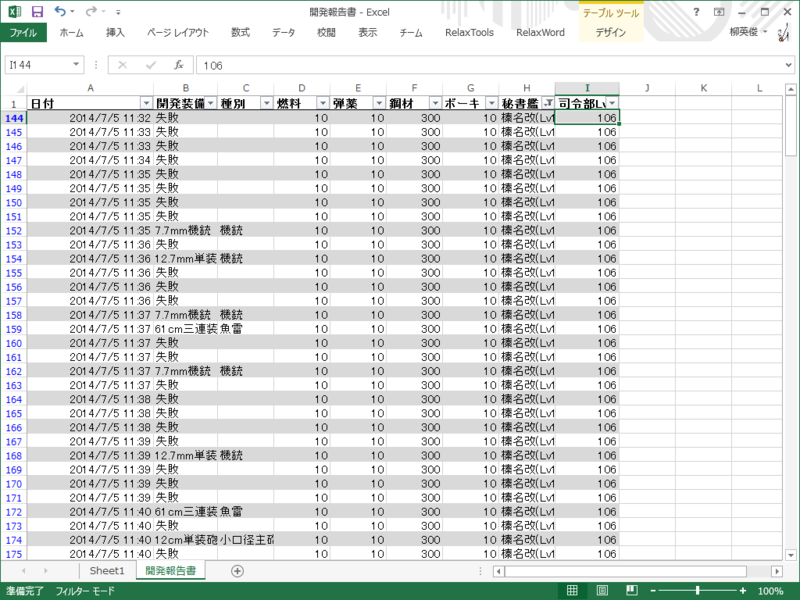 開発報告書 - Excel
テーブル ツール
ファイル ホーム 挿入 ページ レイアウト 数式 データ 校閲 表示 チーム RelaxTools RelaxWord デザイン 柳英俊
I144 fx 106
A B C D E F G H I J K L
1 日付 開発装備 種別 燃料 弾薬 鋼材 ボーキ 秘書艦 司令部Lv
144 2014/7/5 11:32 失敗 10 10 300 10 榛名改(Lv1 106
145 2014/7/5 11:33 失敗 10 10 300 10 榛名改(Lv1 106
146 2014/7/5 11:33 失敗 10 10 300 10 榛名改(Lv1 106
147 2014/7/5 11:34 失敗 10 10 300 10 榛名改(Lv1 106
148 2014/7/5 11:35 失敗 10 10 300 10 榛名改(Lv1 106
149 2014/7/5 11:35 失敗 10 10 300 10 榛名改(Lv1 106
150 2014/7/5 11:35 失敗 10 10 300 10 榛名改(Lv1 106
151 2014/7/5 11:35 失敗 10 10 300 10 榛名改(Lv1 106
152 2014/7/5 11:35 7.7mm機銃 機銃 10 10 300 10 榛名改(Lv1 106
153 2014/7/5 11:36 失敗 10 10 300 10 榛名改(Lv1 106
154 2014/7/5 11:36 12.7mm単装 機銃 10 10 300 10 榛名改(Lv1 106
155 2014/7/5 11:36 失敗 10 10 300 10 榛名改(Lv1 106
156 2014/7/5 11:36 失敗 10 10 300 10 榛名改(Lv1 106
157 2014/7/5 11:36 失敗 10 10 300 10 榛名改(Lv1 106
158 2014/7/5 11:37 7.7mm機銃 機銃 10 10 300 10 榛名改(Lv1 106
159 2014/7/5 11:37 61cm三連装 魚雷 10 10 300 10 榛名改(Lv1 106
160 2014/7/5 11:37 失敗 10 10 300 10 榛名改(Lv1 106
161 2014/7/5 11:37 失敗 10 10 300 10 榛名改(Lv1 106
162 2014/7/5 11:37 7.7mm機銃 機銃 10 10 300 10 榛名改(Lv1 106
163 2014/7/5 11:37 失敗 10 10 300 10 榛名改(Lv1 106
164 2014/7/5 11:38 失敗 10 10 300 10 榛名改(Lv1 106
165 2014/7/5 11:38 失敗 10 10 300 10 榛名改(Lv1 106
166 2014/7/5 11:38 失敗 10 10 300 10 榛名改(Lv1 106
167 2014/7/5 11:39 失敗 10 10 300 10 榛名改(Lv1 106
168 2014/7/5 11:39 12.7mm単装 機銃 10 10 300 10 榛名改(Lv1 106
169 2014/7/5 11:39 失敗 10 10 300 10 榛名改(Lv1 106
170 2014/7/5 11:39 失敗 10 10 300 10 榛名改(Lv1 106
171 2014/7/5 11:39 失敗 10 10 300 10 榛名改(Lv1 106
172 2014/7/5 11:40 61cm三連装 魚雷 10 10 300 10 榛名改(Lv1 106
173 2014/7/5 11:40 失敗 10 10 300 10 榛名改(Lv1 106
174 2014/7/5 11:40 12cm単装砲 小口径主砲 10 10 300 10 榛名改(Lv1 106
175 2014/7/5 11:40 失敗 10 10 300 10 榛名改(Lv1 106
Sheet1 開発報告書
準備完了 フィルター モード 100%